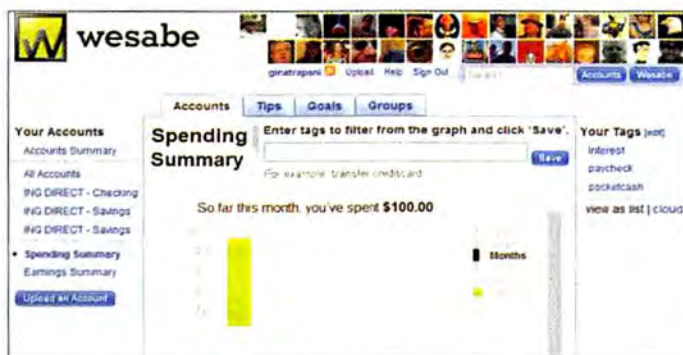 wesabe
ginatrapani Upload Help Sign Out
Accounts Wesabe
Accounts Tips Goals Groups
Your Accounts
Accounts Summary
All Accounts
ING DIRECT - Checking
ING DIRECT - Savings
ING DIRECT - Savings
Spending Summary
Earnings Summary
Upload an Account
Spending Summary
Enter tags to filter from the graph and click 'Save'.
Save
For example: transfer creditcard
So far this month, you've spent $100.00
Months
Your Tags [edit]
interest
paycheck
pocketcash
view as list | cloud